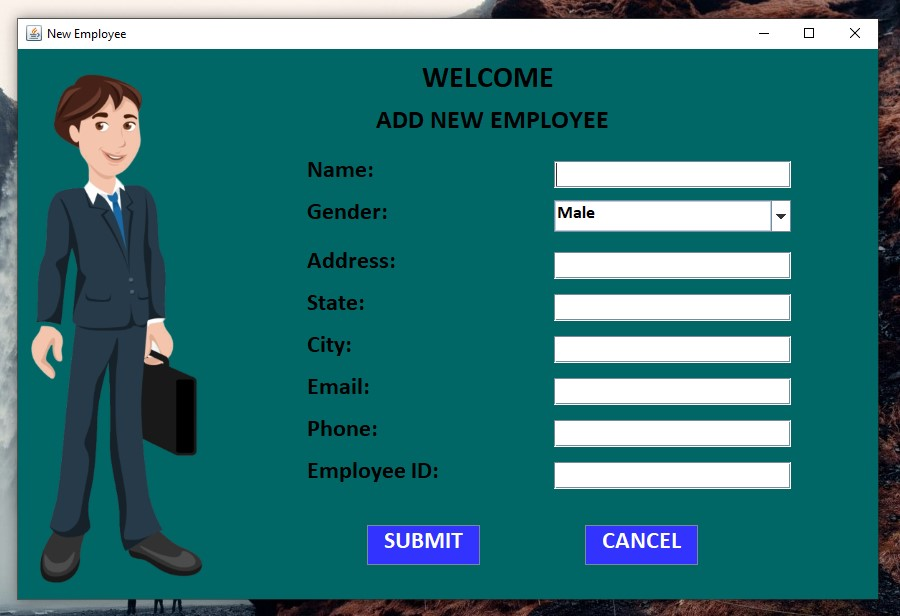 New Employee
WELCOME
ADD NEW EMPLOYEE
Name:
Gender: Male
Address:
State:
City:
Email:
Phone:
Employee ID:
SUBMIT CANCEL